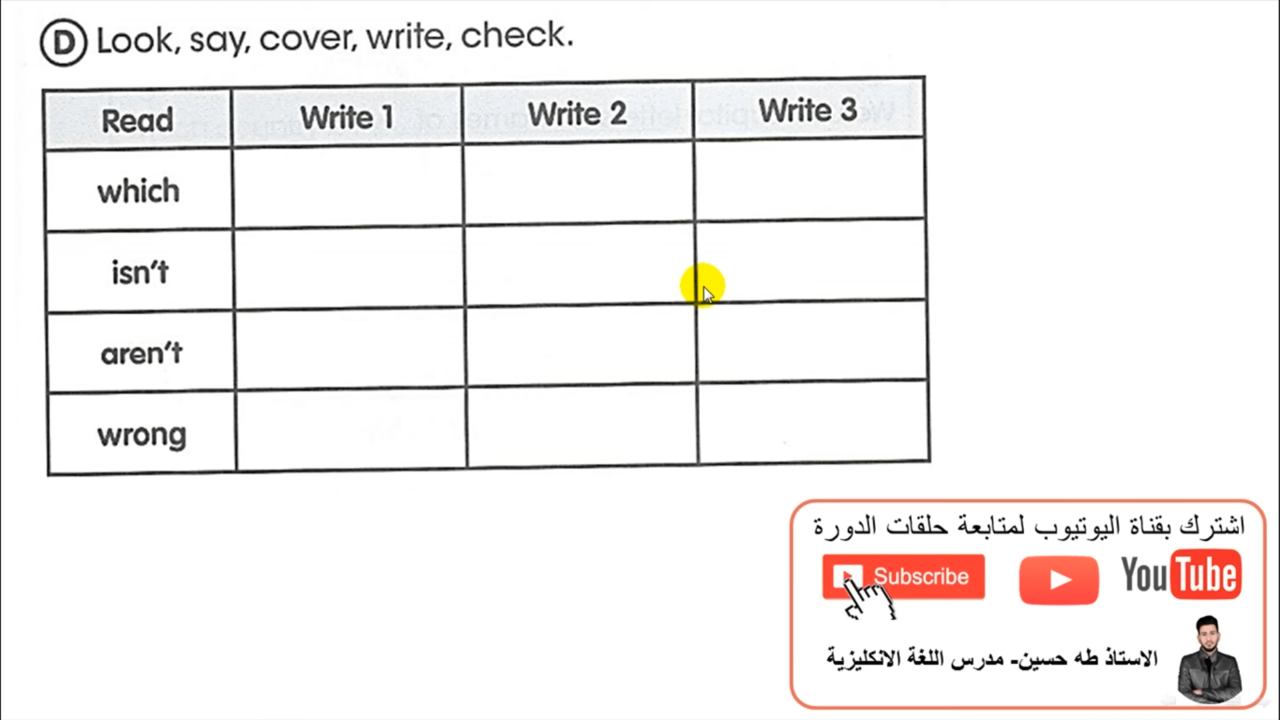 D Look, say, cover, write, check.
Read Write 1 Write 2 Write 3
which
isn't
aren't
wrong
اشترك بقناة اليوتيوب لمتابعة حلقات الدورة
Subscribe YouTube
الاستاذ طه حسين- مدرس اللغة الانكليزية